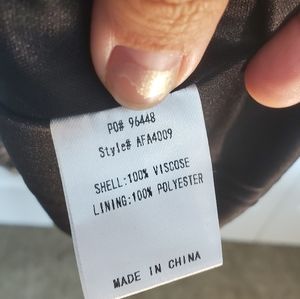 PO# 96448
Style# AFA4009
SHELL:100% VISCOSE
LINING:100% POLYESTER
MADE IN CHINA